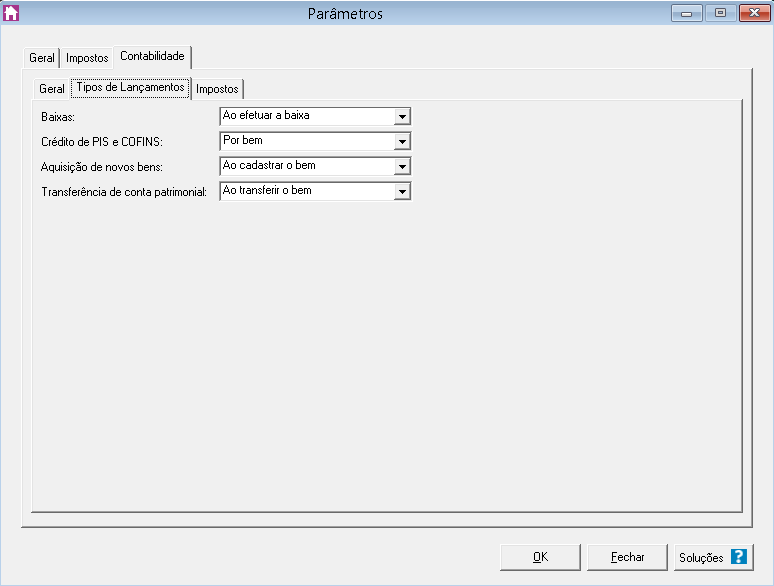 Parâmetros
Geral Impostos Contabilidade
Geral Tipos de Lançamentos Impostos
Baixas: Ao efetuar a baixa
Crédito de PIS e COFINS: Por bem
Aquisição de novos bens: Ao cadastrar o bem
Transferência de conta patrimonial: Ao transferir o bem
OK Fechar Soluções ?